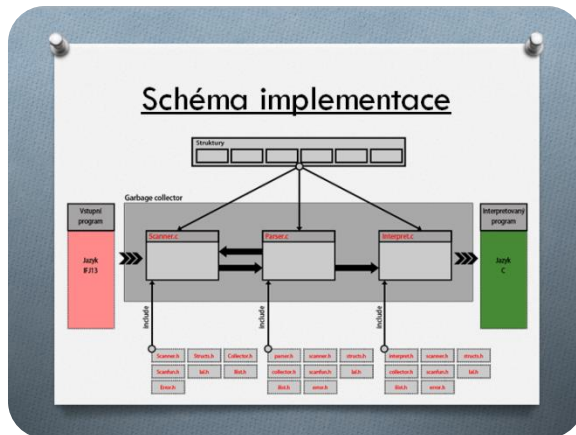 Schéma implementace
Struktury
Garbage collector
Vstupní
program
Jazyk
IFJ13
Scanner.c
Parser.c
Interpret.c
Interpretovaný
program
Jazyk
C
include
include
include
Scanner.h Structs.h Collector.h
Scanfun.h Ial.h Ilist.h
Error.h
parser.h scanner.h structs.h
collector.h scanfun.h ial.h
ilist.h error.h
interpret.h scanner.h structs.h
collector.h scanfun.h ial.h
ilist.h error.h